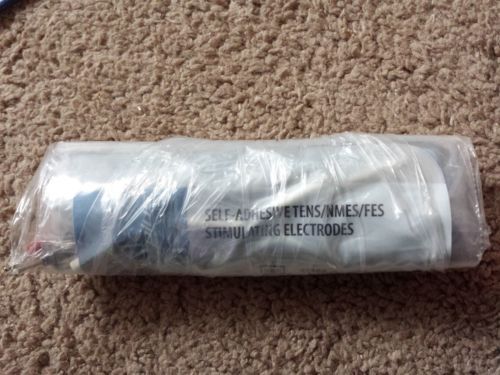 SELF-ADHESIVE TENS/NMES/FES
STIMULATING ELECTRODES